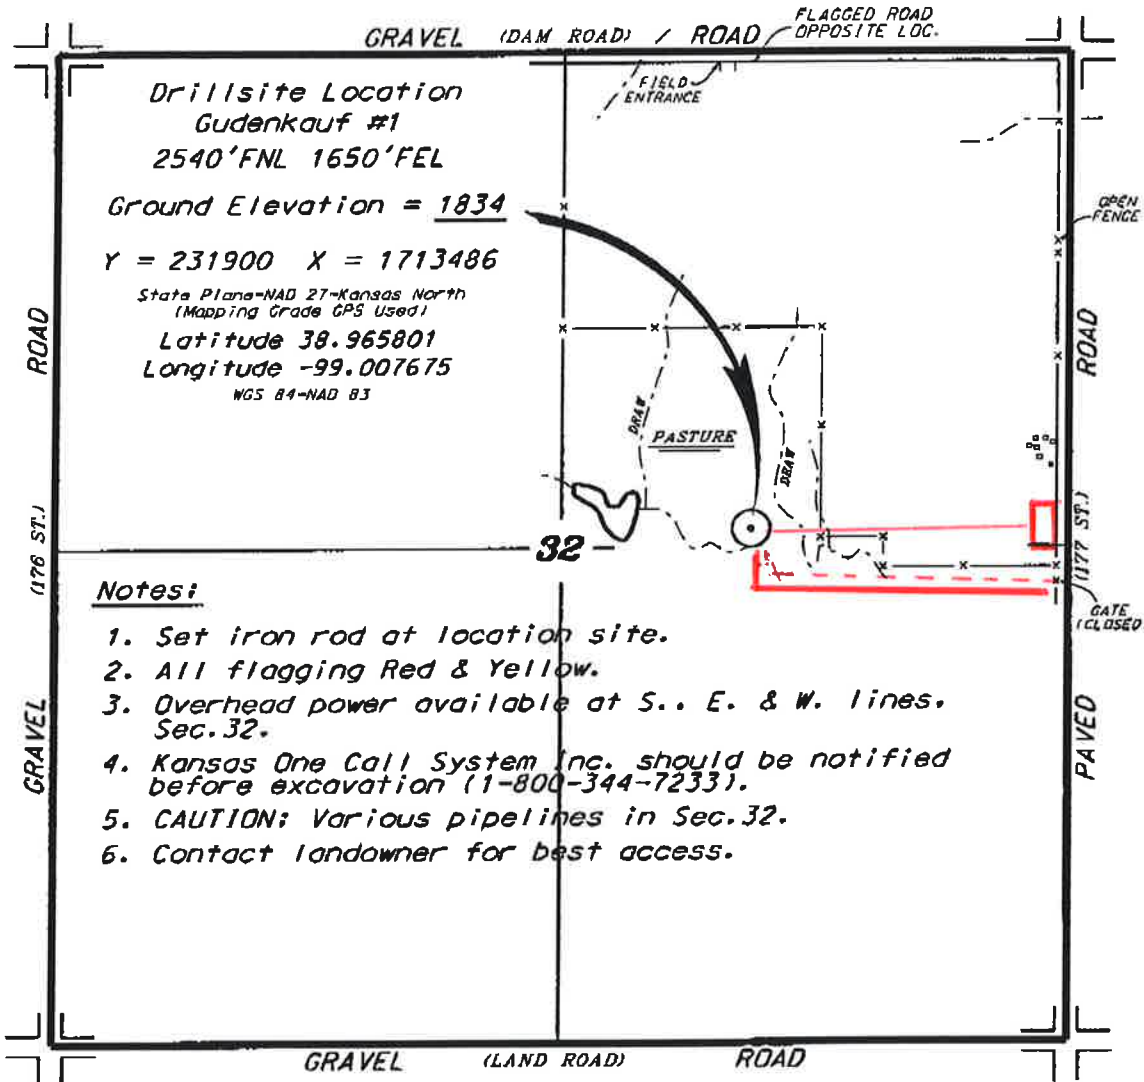 GRAVEL (DAM ROAD) / ROAD
FLAGGED ROAD
OPPOSITE LOC.
FIELD
ENTRANCE
Drillsite Location
Gudenkauf #1
2540'FNL 1650'FEL
Ground Elevation = 1834
Y = 231900 X = 1713486
State Plane-NAD 27-Kansas North
(Mapping Grade GPS Used)
Latitude 38.965801
Longitude -99.007675
WGS 84-NAD 83
OPEN
FENCE
ROAD
ROAD
DRAW
PASTURE
DRAW
(176 ST.)
(177 ST.)
32
GATE
(CLOSED
Notes:
1. Set iron rod at location site.
2. All flagging Red & Yellow.
3. Overhead power available at S.. E. & W. lines.
Sec.32.
4. Kansas One Call System Inc. should be notified
before excavation (1-800-344-7233).
5. CAUTION: Various pipelines in Sec.32.
6. Contact landowner for best access.
GRAVEL
PAVED
GRAVEL (LAND ROAD) ROAD